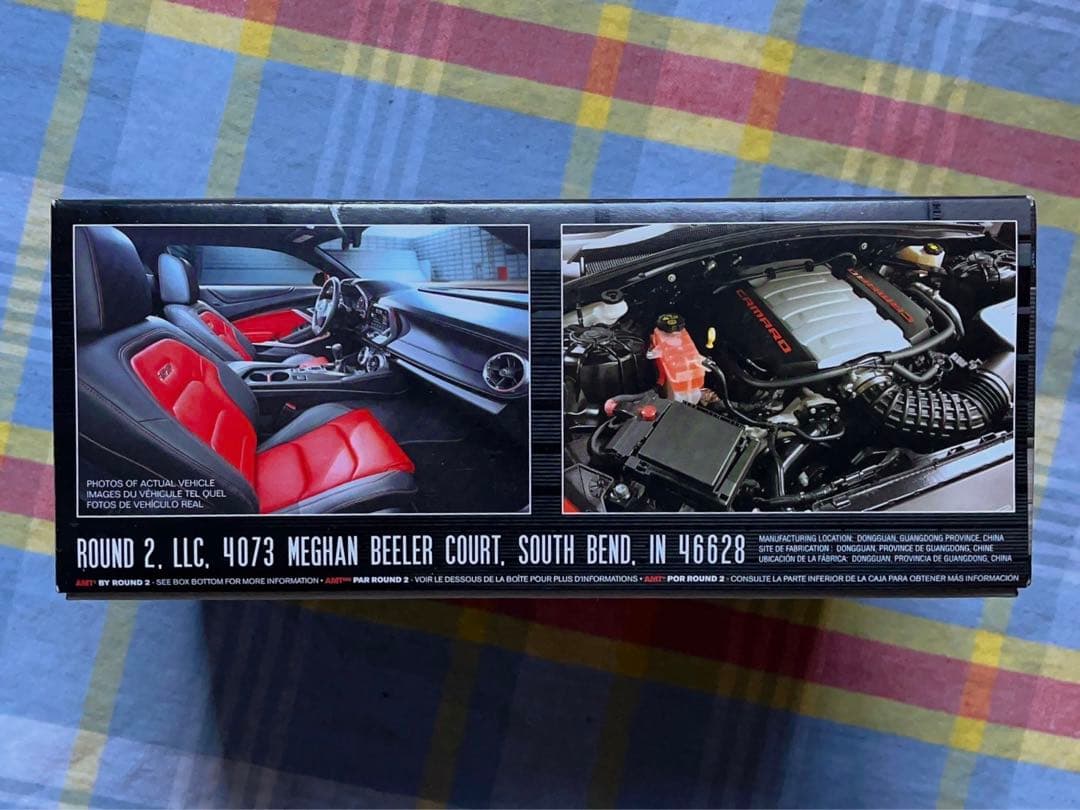 CAMARO
PHOTOS OF ACTUAL VEHICLE
IMAGES DU VÉHICULE TEL QUEL
FOTOS DE VEHÍCULO REAL
ROUND 2, LLC, 4073 MEGHAN BEELER COURT, SOUTH BEND, IN 46628
MANUFACTURING LOCATION: DONGGUAN, GUANGDONG PROVINCE, CHINA
SITE DE FABRICATION : DONGGUAN, PROVINCE DE GUANGDONG, CHINE
UBICACIÓN DE LA FÁBRICA: DONGGUAN, PROVINCIA DE GUANGDONG, CHINA
AMT® BY ROUND 2 - SEE BOX BOTTOM FOR MORE INFORMATION • AMT PAR ROUND 2 - VOIR LE DESSOUS DE LA BOÎTE POUR PLUS D'INFORMATIONS • AMT® POR ROUND 2 - CONSULTE LA PARTE INFERIOR DE LA CAJA PARA OBTENER MÁS INFORMACIÓN